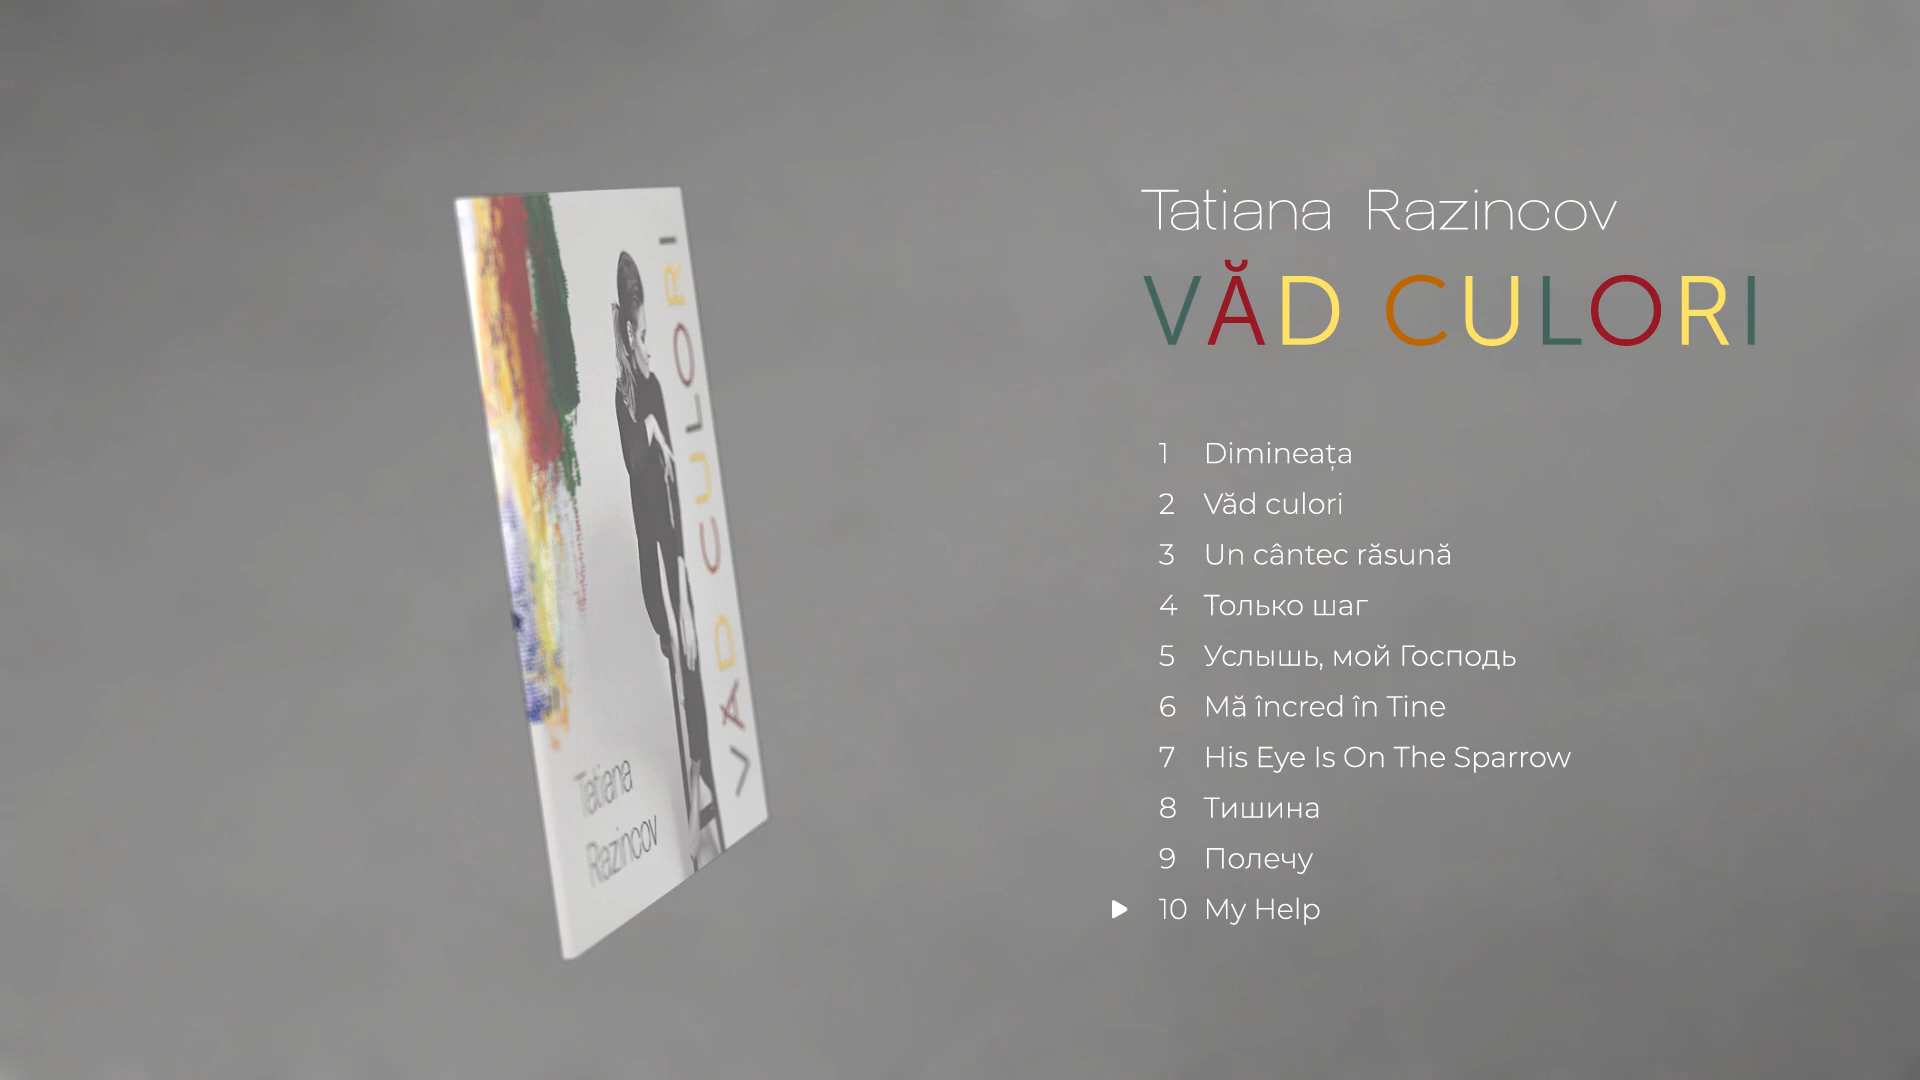 Tatiana Razincov
VĂD CULORI
1 Dimineața
2 Văd culori
3 Un cântec răsună
4 Только шаг
5 Услышь, мой Господь
6 Mă încred în Tine
7 His Eye Is On The Sparrow
8 Тишина
9 Полечу
10 My Help
VĂD CULORI
Tatiana
Razincov